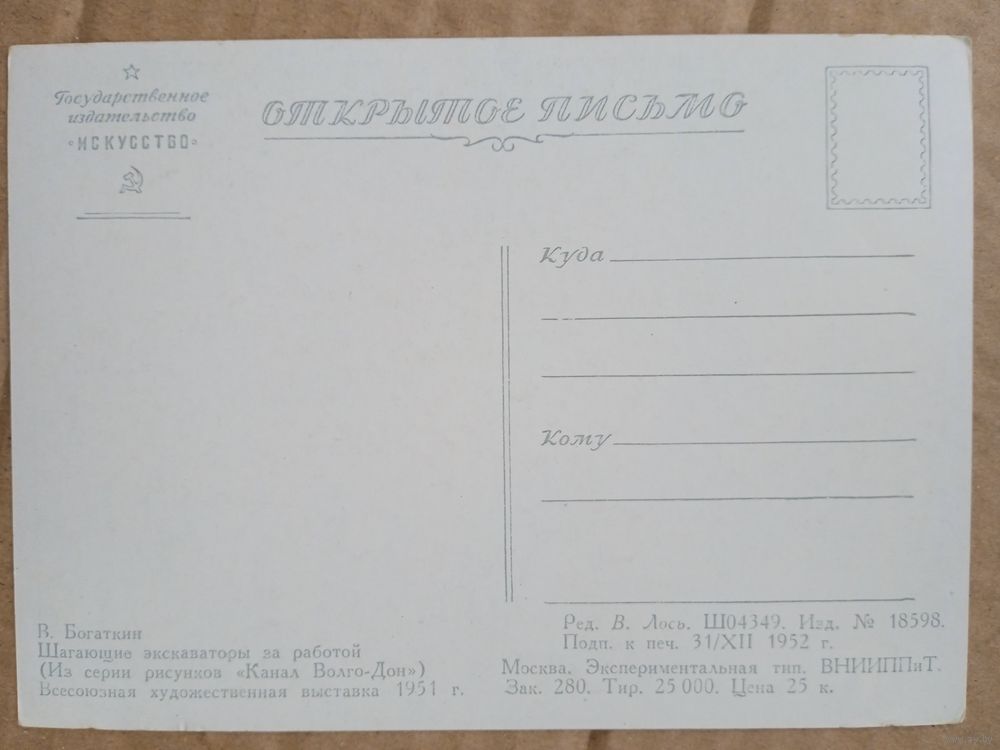 Государственное
издательство
«ИСКУССТВО»
ОТКРЫТОЕ ПИСЬМО
Куда
Кому
В. Богаткин
Шагающие экскаваторы за работой
(Из серии рисунков «Канал Волго-Дон»)
Всесоюзная художественная выставка 1951 г.
Ред. В. Лось. Ш04349. Изд. № 18598.
Подп. к печ. 31/XII 1952 г.
Москва. Экспериментальная тип. ВНИИППиТ.
Зак. 280. Тир. 25 000. Цена 25 к.